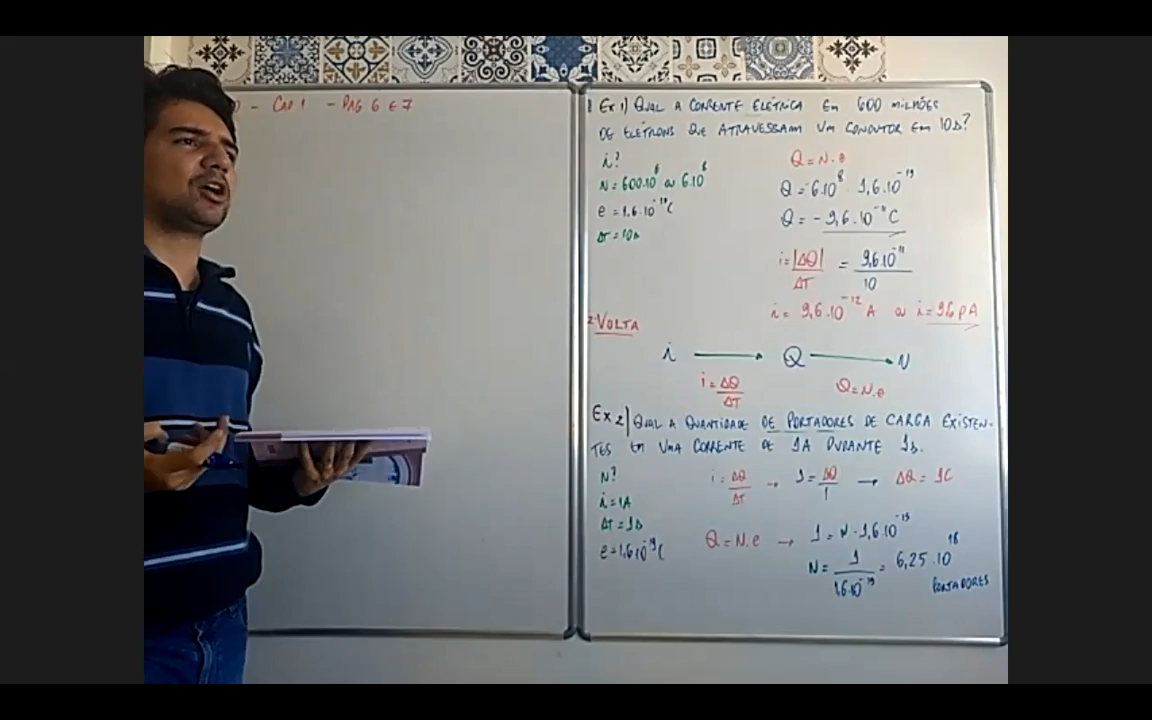 - CAP 1 - PAG 6 E 7
Ex 1) QUAL A CORRENTE ELÉTRICA EM 600 MILHÕES
DE ELÉTRONS QUE ATRAVESSAM UM CONDUTOR EM 10s?
i?
N = 600.10⁶ ou 6.10⁸
e = 1,6.10⁻¹⁹C
ΔT = 10s
Q = N.e
Q = 6.10⁸ . 1,6.10⁻¹⁹
Q = - 9,6.10⁻¹¹ C
i = |ΔQ| / ΔT = 9,6.10⁻¹¹ / 10
i = 9,6.10⁻¹² A ou i = 9,6 pA
2ª VOLTA
i → Q → N
i = ΔQ / ΔT
Q = N.e
Ex 2) QUAL A QUANTIDADE DE PORTADORES DE CARGA EXISTEN-
TES EM UMA CORRENTE DE 1A DURANTE 1s.
N?
i = 1A
ΔT = 1s
e = 1,6.10⁻¹⁹C
i = ΔQ / ΔT → 1 = ΔQ / 1 → ΔQ = 1C
Q = N.e → 1 = N . 1,6.10⁻¹⁹
N = 1 / 1,6.10⁻¹⁹ = 6,25.10¹⁸
PORTADORES